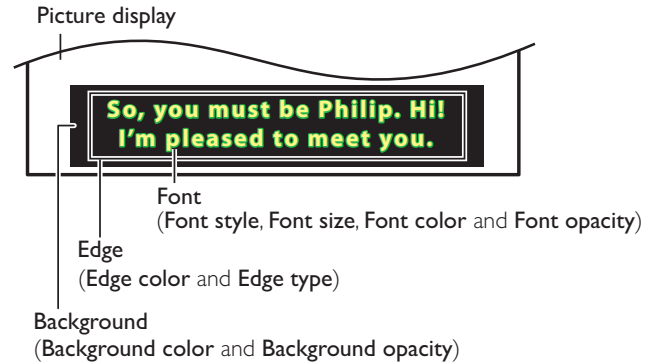 Picture display
So, you must be Philip. Hi!
I'm pleased to meet you.
Font
(Font style, Font size, Font color and Font opacity)
Edge
(Edge color and Edge type)
Background
(Background color and Background opacity)